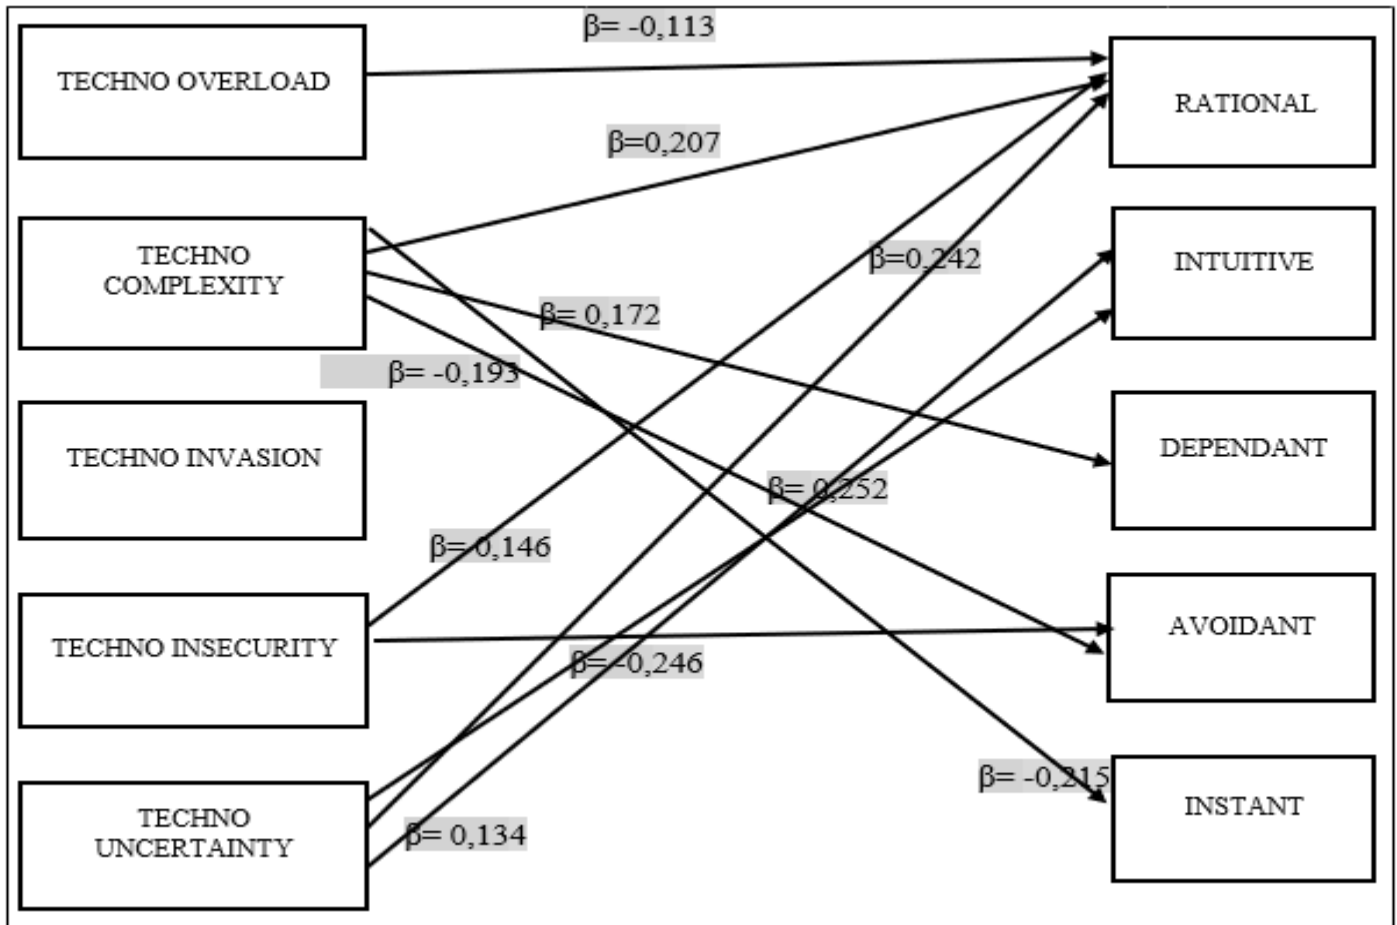 β= -0,113
TECHNO OVERLOAD
RATIONAL
β=0,207
TECHNO
COMPLEXITY
β=0,242
INTUITIVE
β= 0,172
β= -0,193
TECHNO INVASION
DEPENDANT
β= 0,252
β= 0,146
TECHNO INSECURITY
AVOIDANT
β= -0,246
β= -0,215
INSTANT
TECHNO
UNCERTAINTY
β= 0,134